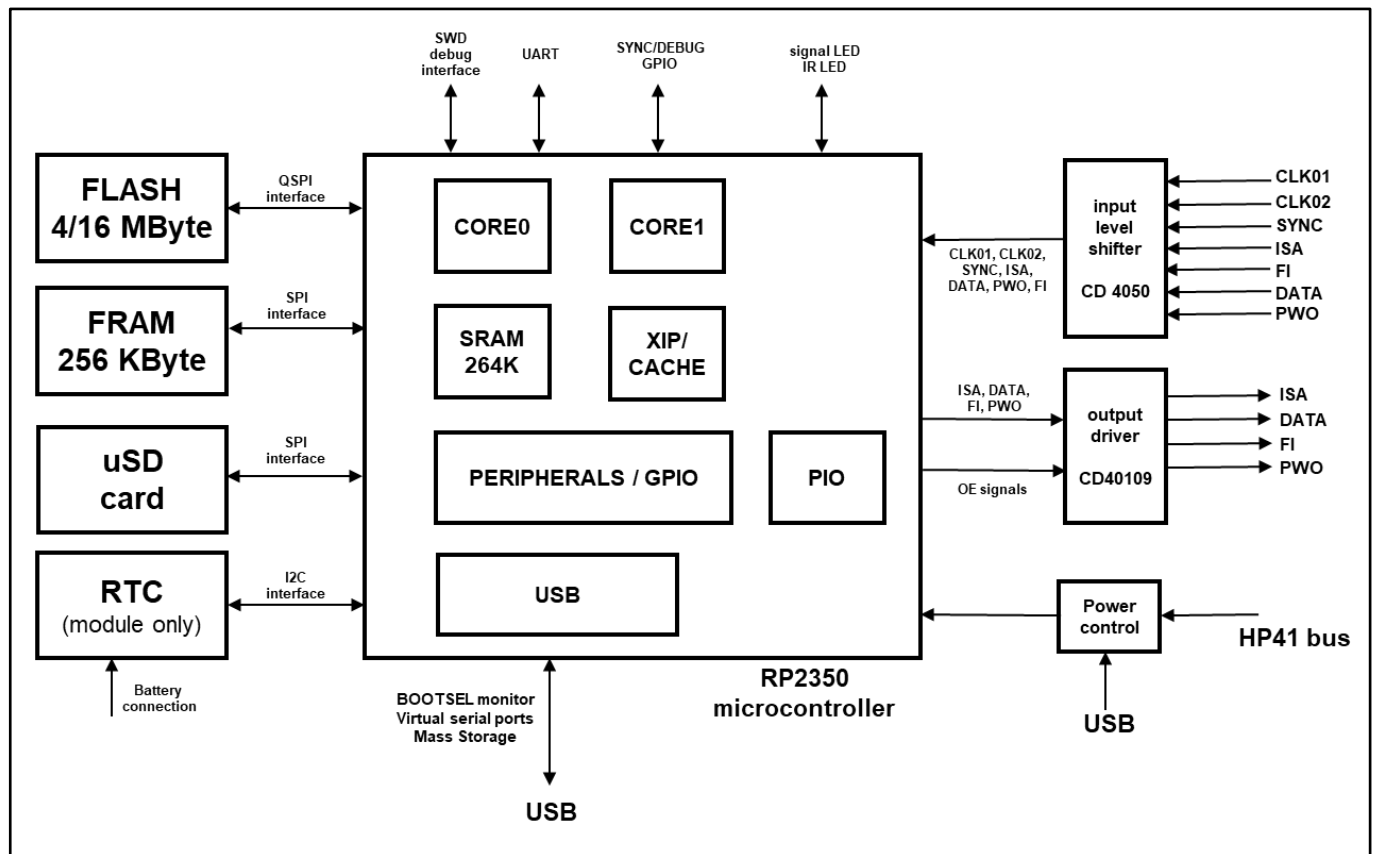 SWD
debug
interface
UART
SYNC/DEBUG
GPIO
signal LED
IR LED
FLASH
4/16 MByte
QSPI
interface
FRAM
256 KByte
SPI
interface
uSD
card
SPI
interface
RTC
(module only)
I2C
interface
Battery
connection
CORE0
CORE1
SRAM
264K
XIP/
CACHE
PERIPHERALS / GPIO
PIO
USB
RP2350
microcontroller
BOOTSEL monitor
Virtual serial ports
Mass Storage
USB
CLK01, CLK02,
SYNC, ISA,
DATA, PWO, FI
input
level
shifter
CD 4050
CLK01
CLK02
SYNC
ISA
FI
DATA
PWO
ISA, DATA,
FI, PWO
OE signals
output
driver
CD40109
ISA
DATA
FI
PWO
Power
control
HP41 bus
USB